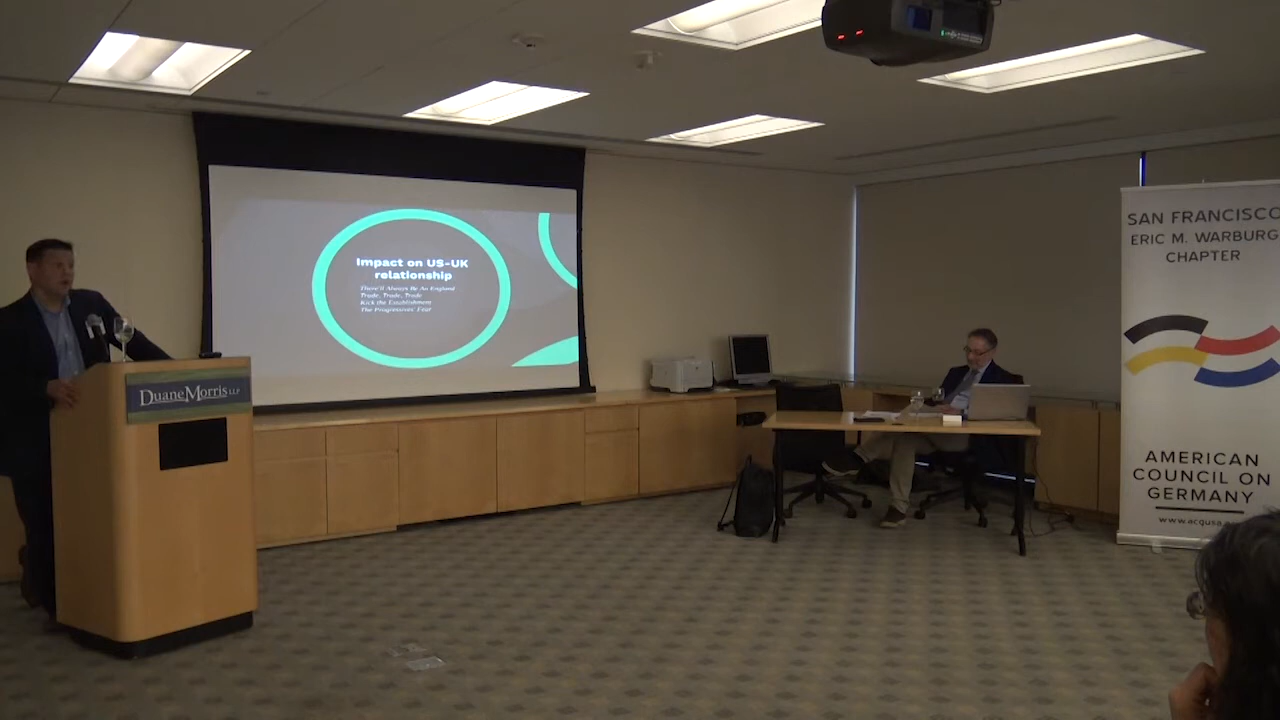 Impact on US-UK
relationship
There'll Always Be An England
Trade, Trade, Trade
Kick the Establishment
The Progressives' Fear
DuaneMorris LLP
SAN FRANCISCO
ERIC M. WARBURG
CHAPTER
AMERICAN
COUNCIL ON
GERMANY
www.acgusa.